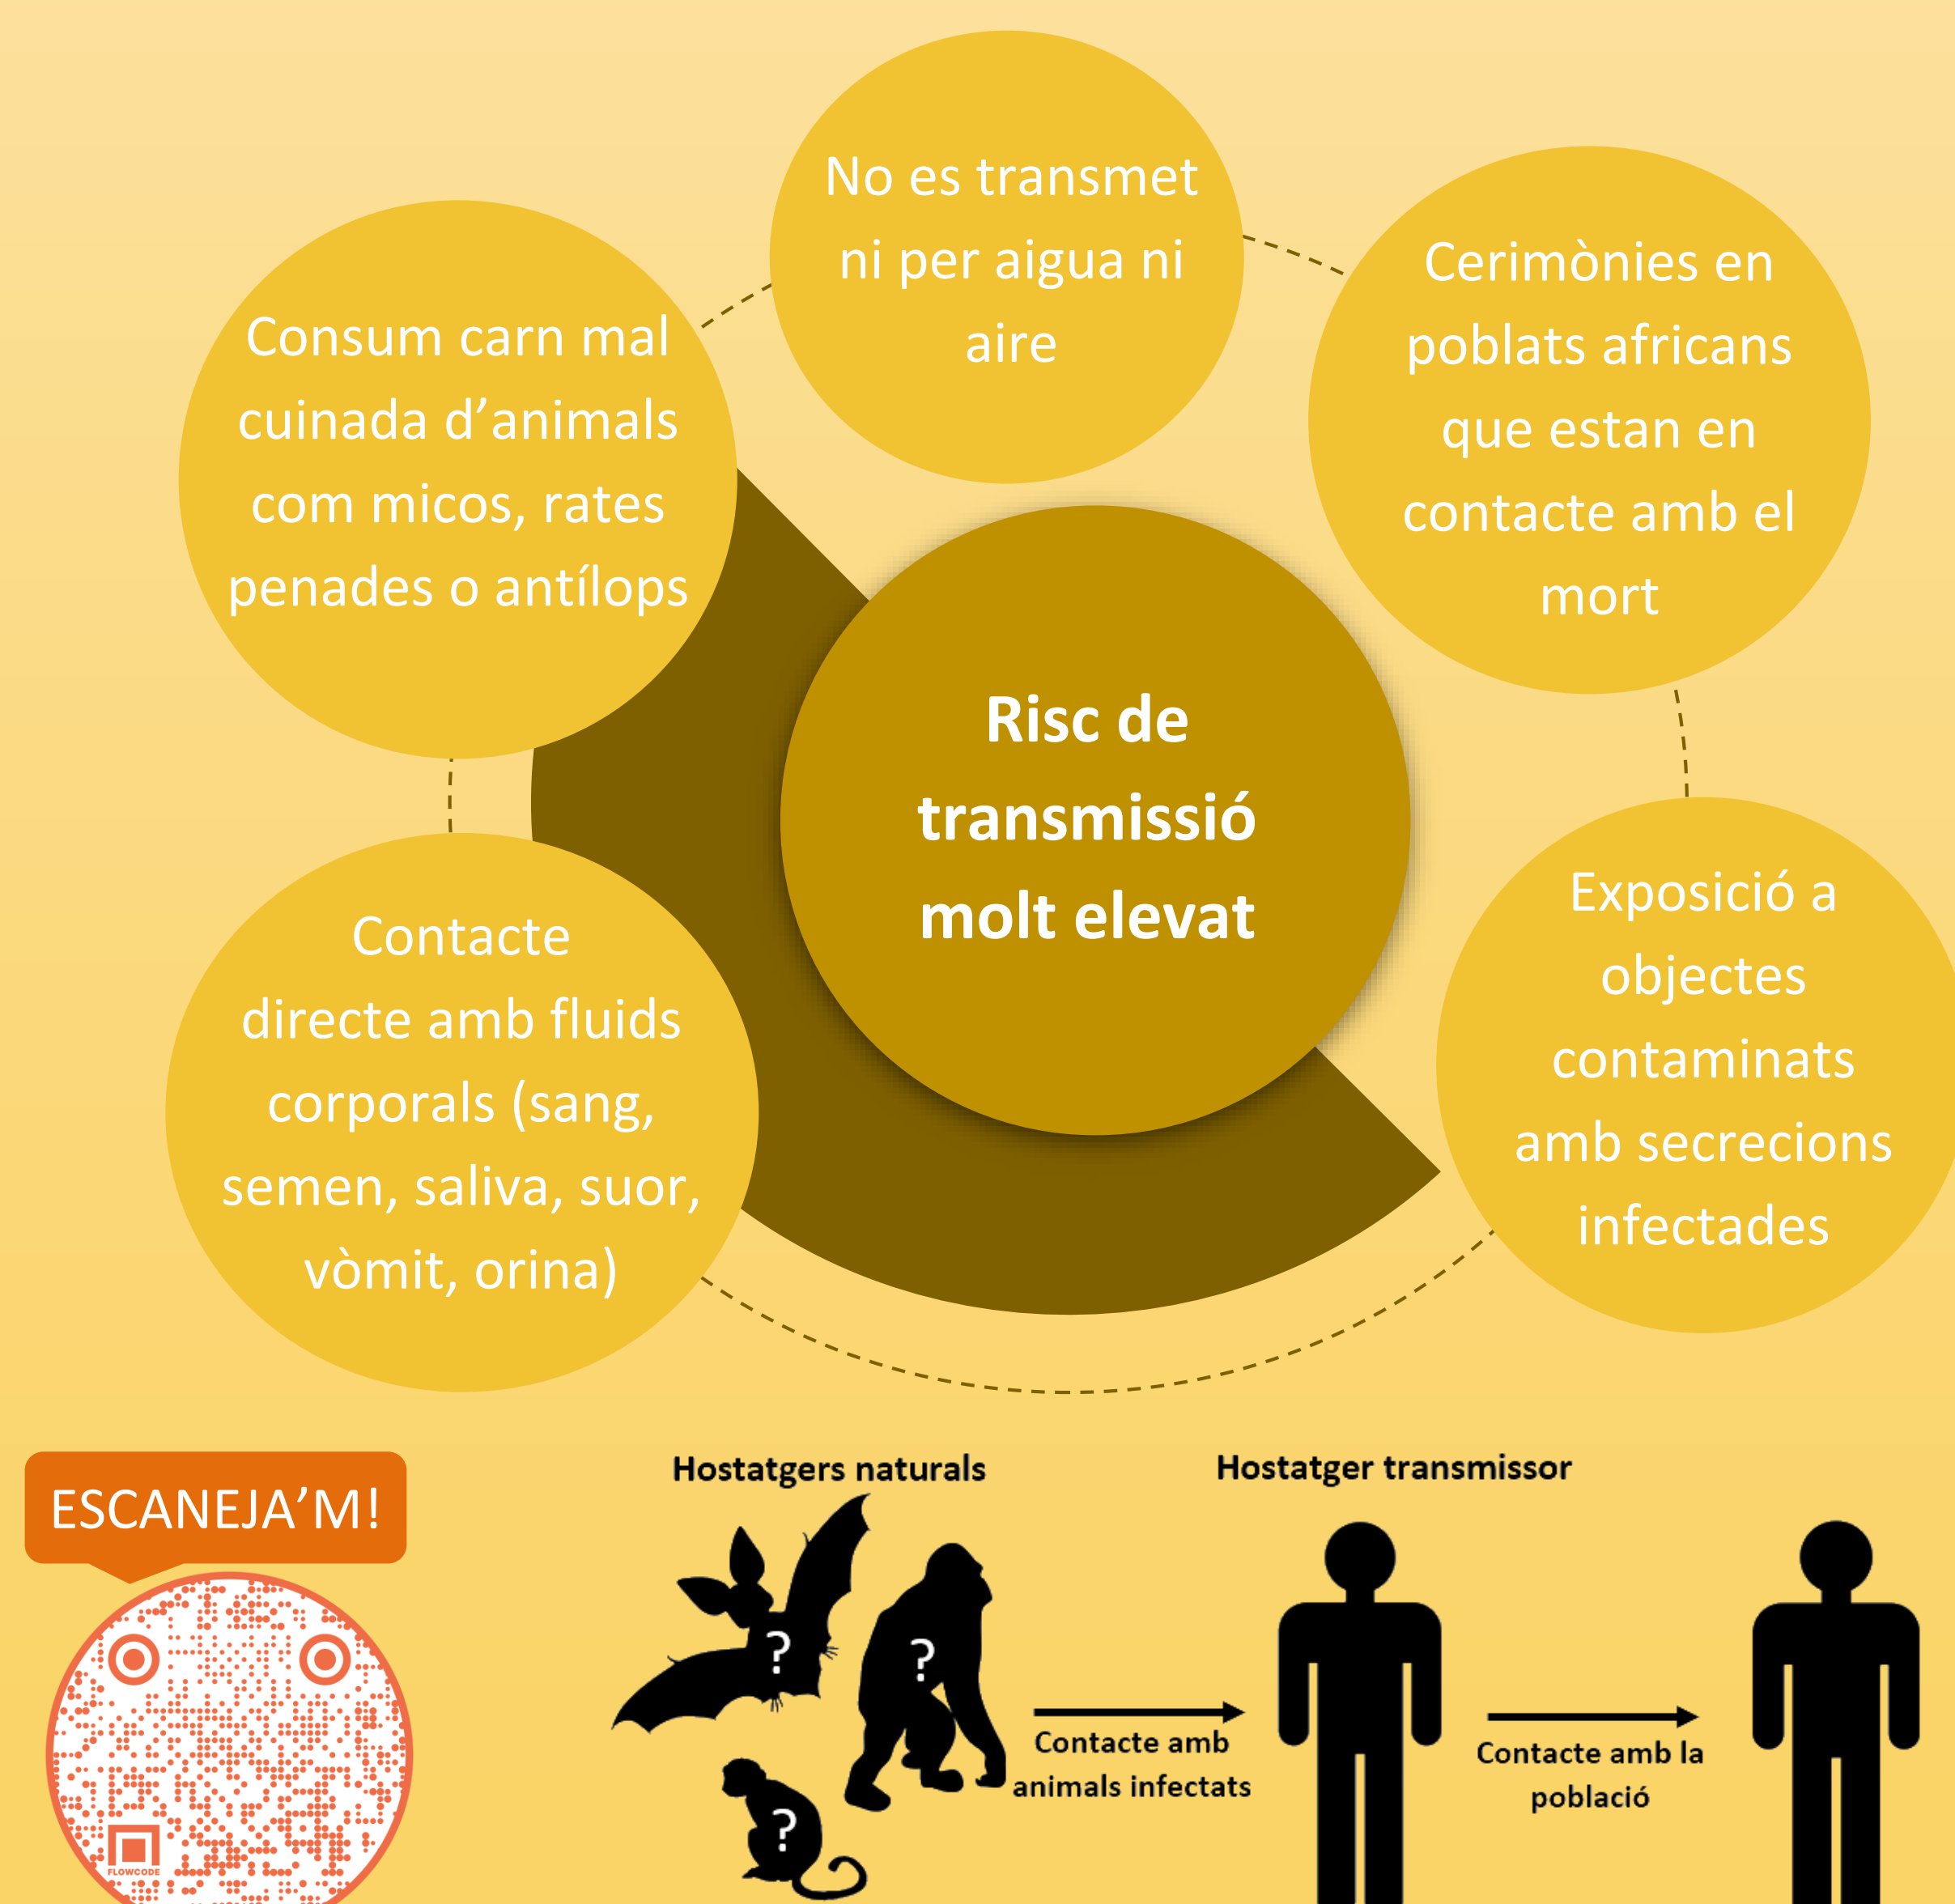 No es transmet
ni per aigua ni
aire
Consum carn mal
cuinada d’animals
com micos, rates
penades o antílops
Cerimònies en
poblats africans
que estan en
contacte amb el
mort
Risc de
transmissió
molt elevat
Contacte
directe amb fluids
corporals (sang,
semen, saliva, suor,
vòmit, orina)
Exposició a
objectes
contaminats
amb secrecions
infectades
ESCANEJA’M!
FLOWCODE
Hostatgers naturals
Hostatger transmissor
?
?
?
Contacte amb
animals infectats
Contacte amb la
població